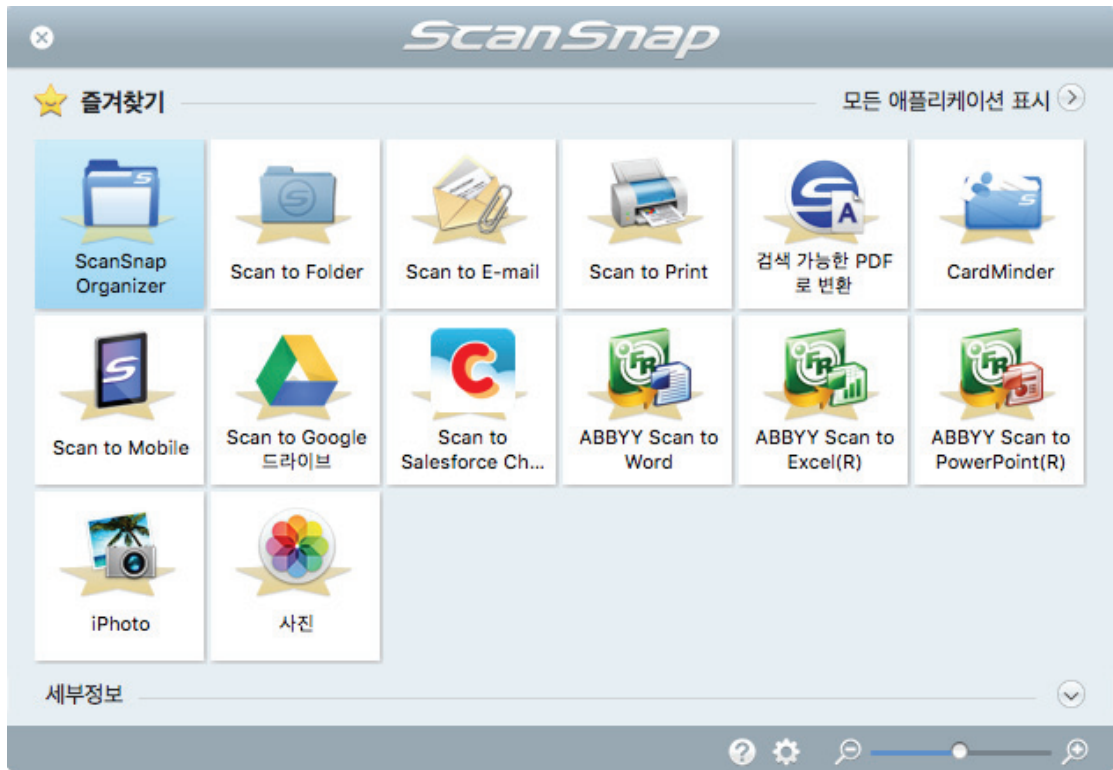 ScanSnap
즐겨찾기
모든 애플리케이션 표시
ScanSnap
Organizer
Scan to Folder
Scan to E-mail
Scan to Print
검색 가능한 PDF
로 변환
CardMinder
Scan to Mobile
Scan to Google
드라이브
Scan to
Salesforce Ch...
ABBYY Scan to
Word
ABBYY Scan to
Excel(R)
ABBYY Scan to
PowerPoint(R)
iPhoto
사진
세부정보